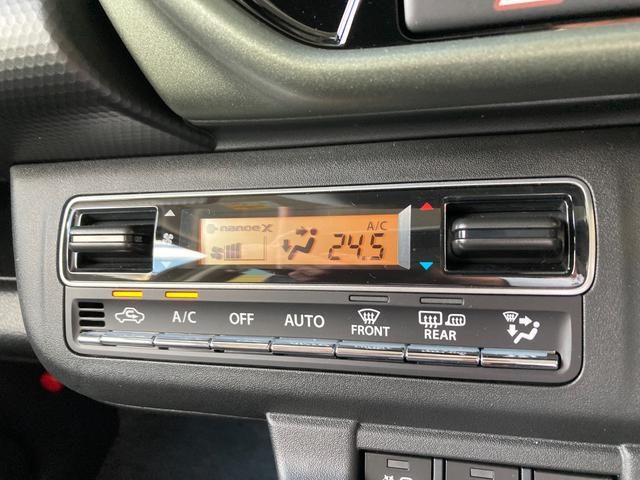 nanoe X
A/C
24.5
A/C
OFF
AUTO
FRONT
REAR